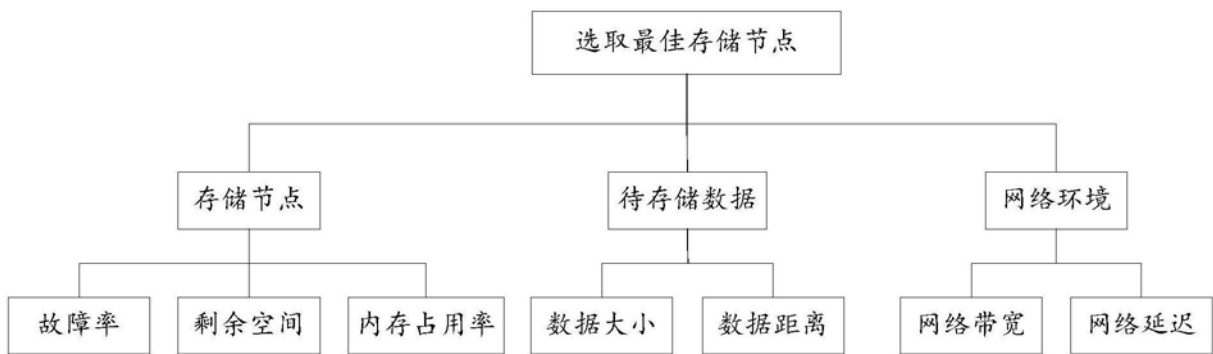 选取最佳存储节点
存储节点
待存储数据
网络环境
故障率
剩余空间
内存占用率
数据大小
数据距离
网络带宽
网络延迟